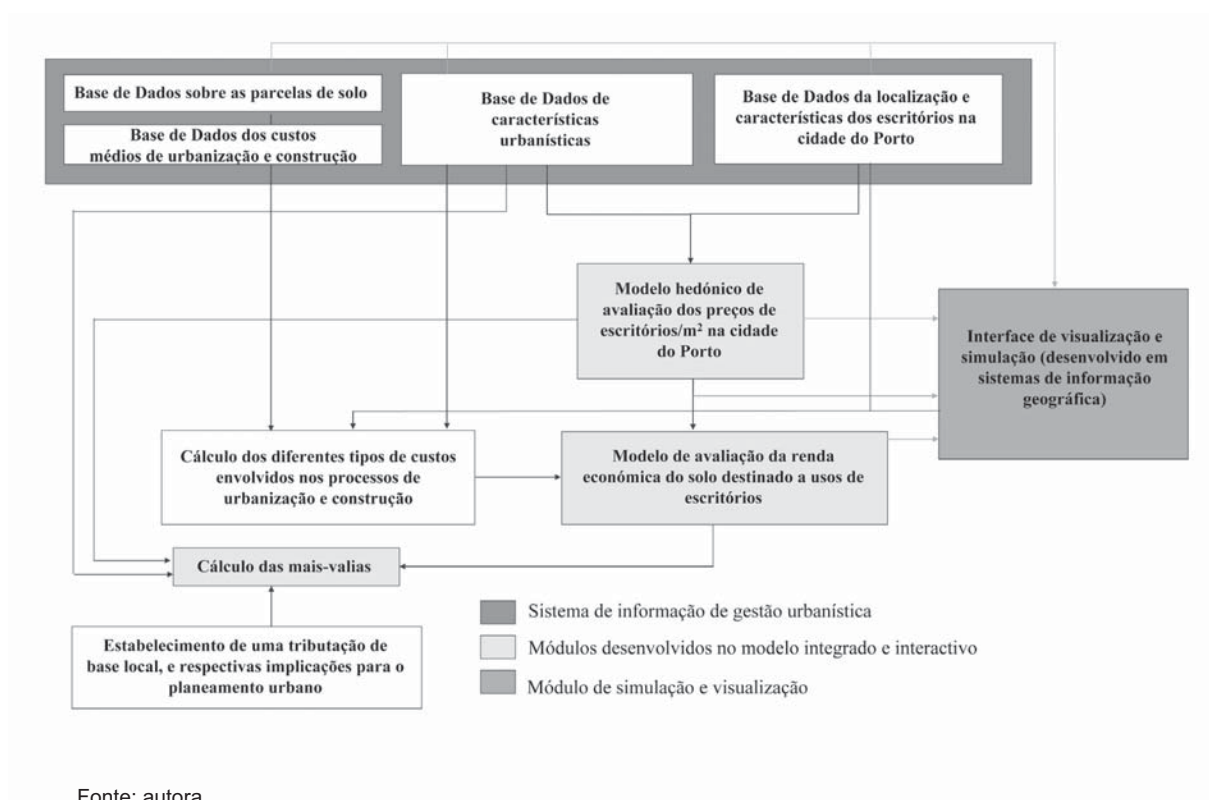 Base de Dados sobre as parcelas de solo
Base de Dados dos custos
médios de urbanização e construção
Base de Dados de
características
urbanísticas
Base de Dados da localização e
características dos escritórios na
cidade do Porto
Modelo hedónico de
avaliação dos preços de
escritórios/m² na cidade
do Porto
Interface de visualização e
simulação (desenvolvido em
sistemas de informação
geográfica)
Cálculo dos diferentes tipos de custos
envolvidos nos processos de
urbanização e construção
Modelo de avaliação da renda
económica do solo destinado a usos de
escritórios
Cálculo das mais-valias
Estabelecimento de uma tributação de
base local, e respectivas implicações para o
planeamento urbano
Sistema de informação de gestão urbanística
Módulos desenvolvidos no modelo integrado e interactivo
Módulo de simulação e visualização
Fonte: autora